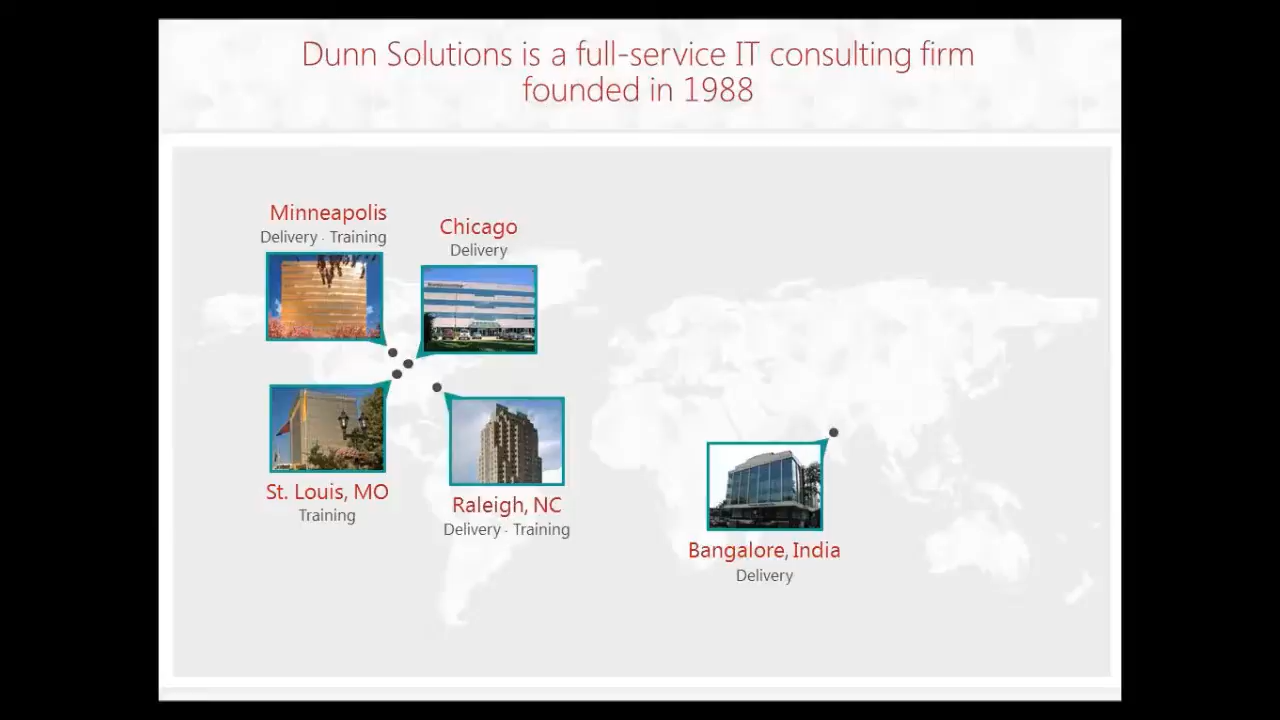 Dunn Solutions is a full-service IT consulting firm
founded in 1988
Minneapolis
Delivery · Training
Chicago
Delivery
St. Louis, MO
Training
Raleigh, NC
Delivery · Training
Bangalore, India
Delivery